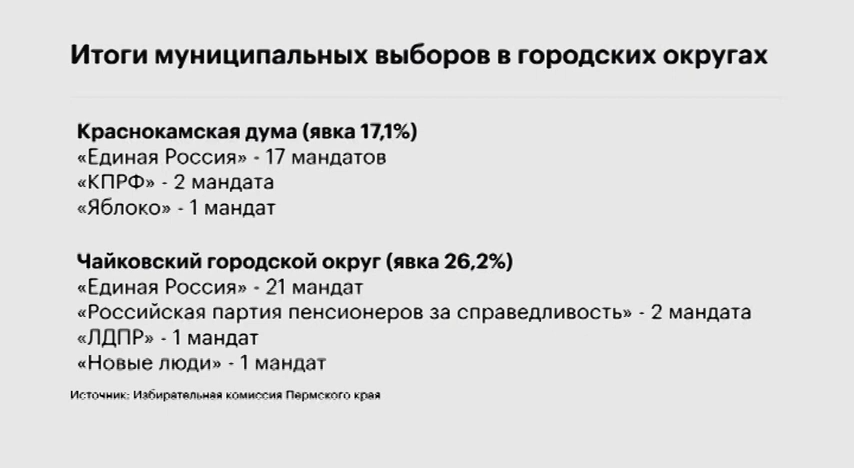 Итоги муниципальных выборов в городских округах
Краснокамская дума (явка 17,1%)
«Единая Россия» - 17 мандатов
«КПРФ» - 2 мандата
«Яблоко» - 1 мандат
Чайковский городской округ (явка 26,2%)
«Единая Россия» - 21 мандат
«Российская партия пенсионеров за справедливость» - 2 мандата
«ЛДПР» - 1 мандат
«Новые люди» - 1 мандат
Источник: Избирательная комиссия Пермского края